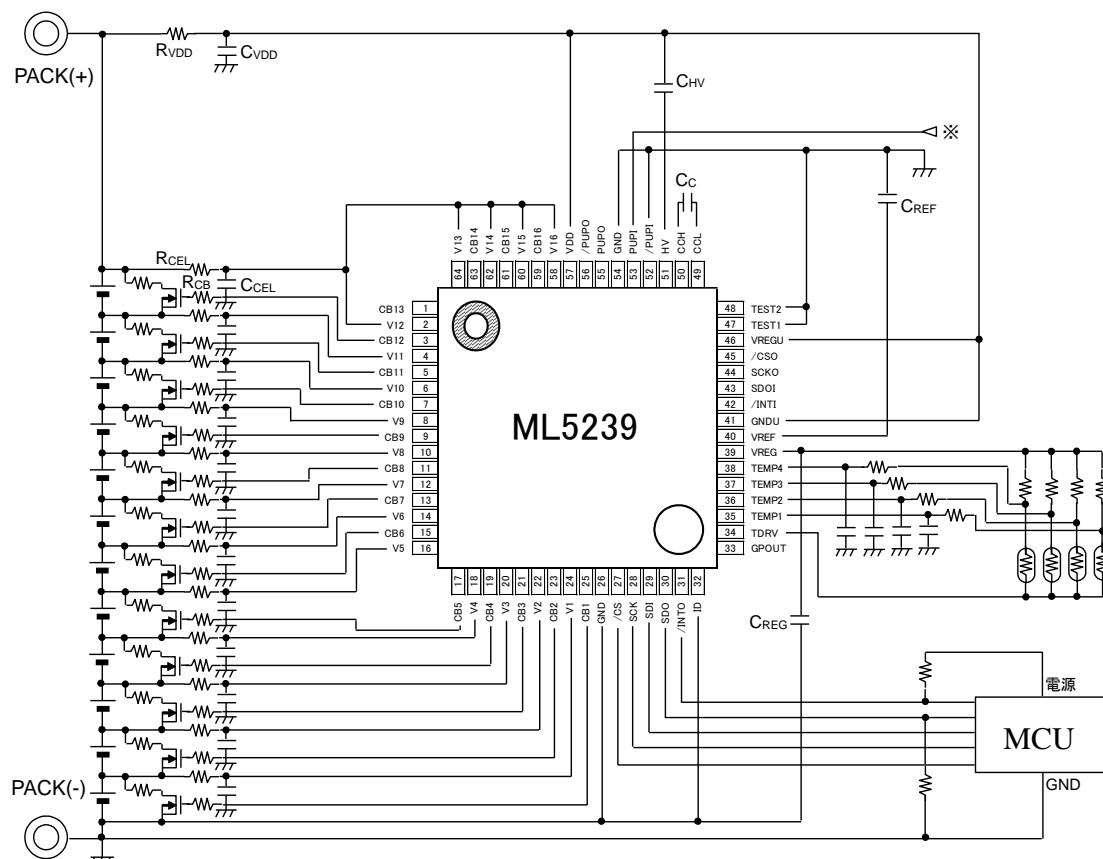 PACK(+)
RVDD
CVDD
CHV
※
CC
CREF
V13
CB14
V14
CB15
V15
CB16
V16
VDD
/PUPO
PUPO
GND
PUPI
/PUPI
HV
CCH
CCL
64
63
62
61
60
59
58
57
56
55
54
53
52
51
50
49
RCEL
RCB
CCEL
CB13 1
V12 2
CB12 3
V11 4
CB11 5
V10 6
CB10 7
V9 8
CB9 9
V8 10
CB8 11
V7 12
CB7 13
V6 14
CB6 15
V5 16
ML5239
48 TEST2
47 TEST1
46 VREGU
45 /CSO
44 SCKO
43 SDOI
42 /INTI
41 GNDU
40 VREF
39 VREG
38 TEMP4
37 TEMP3
36 TEMP2
35 TEMP1
34 TDRV
33 GPOUT
17
18
19
20
21
22
23
24
25
26
27
28
29
30
31
32
CB5
V4
CB4
V3
CB3
V2
CB2
V1
CB1
GND
/CS
SCK
SDI
SDO
/INTO
ID
CREG
電源
MCU
GND
PACK(-)